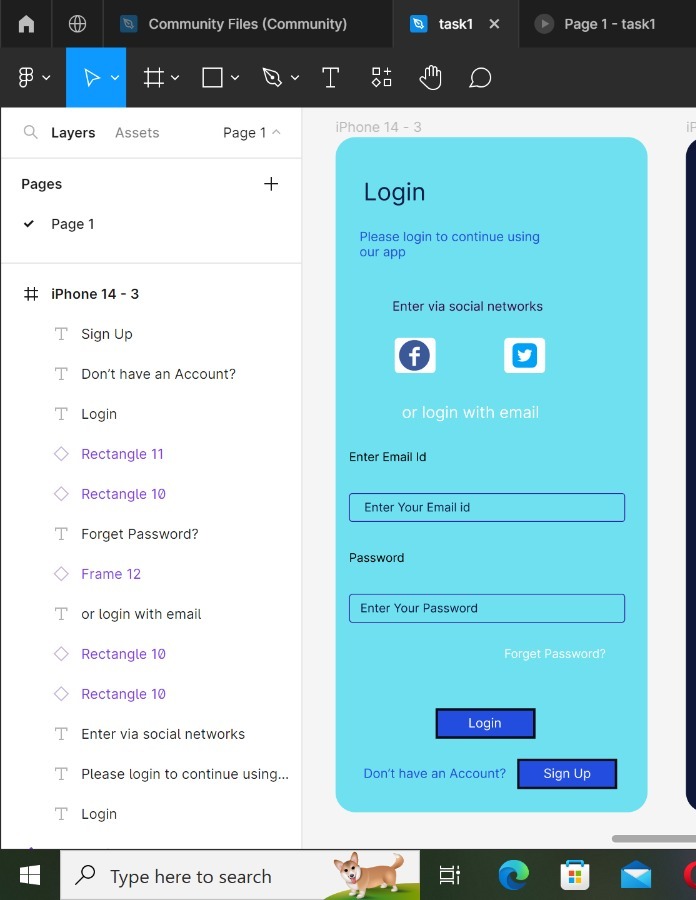 Community Files (Community)
task1
Page 1 - task1
Layers
Assets
Page 1
Pages
Page 1
iPhone 14 - 3
Sign Up
Don't have an Account?
Login
Rectangle 11
Rectangle 10
Forget Password?
Frame 12
or login with email
Rectangle 10
Rectangle 10
Enter via social networks
Please login to continue using...
Login
iPhone 14 - 3
Login
Please login to continue using
our app
Enter via social networks
or login with email
Enter Email Id
Enter Your Email id
Password
Enter Your Password
Forget Password?
Login
Don't have an Account?
Sign Up
Type here to search